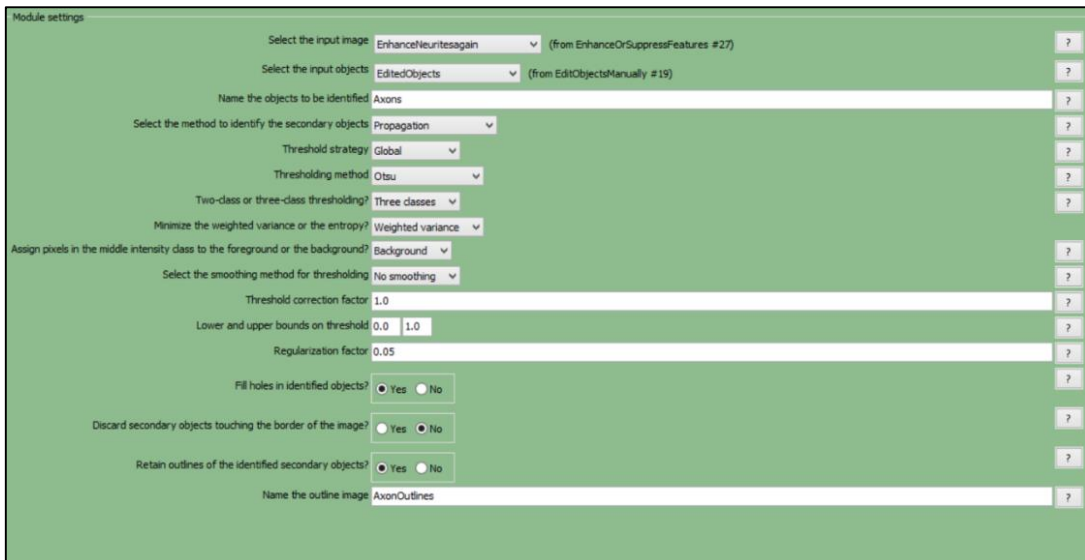 Module settings
Select the input image EnhanceNeuritesagain (from EnhanceOrSuppressFeatures #27) ?
Select the input objects EditedObjects (from EditObjectsManually #19) ?
Name the objects to be identified Axons ?
Select the method to identify the secondary objects Propagation ?
Threshold strategy Global ?
Thresholding method Otsu ?
Two-class or three-class thresholding? Three classes ?
Minimize the weighted variance or the entropy? Weighted variance
Assign pixels in the middle intensity class to the foreground or the background? Background ?
Select the smoothing method for thresholding No smoothing ?
Threshold correction factor 1.0 ?
Lower and upper bounds on threshold 0.0 1.0 ?
Regularization factor 0.05 ?
Fill holes in identified objects? Yes No ?
Discard secondary objects touching the border of the image? Yes No ?
Retain outlines of the identified secondary objects? Yes No ?
Name the outline image AxonOutlines ?